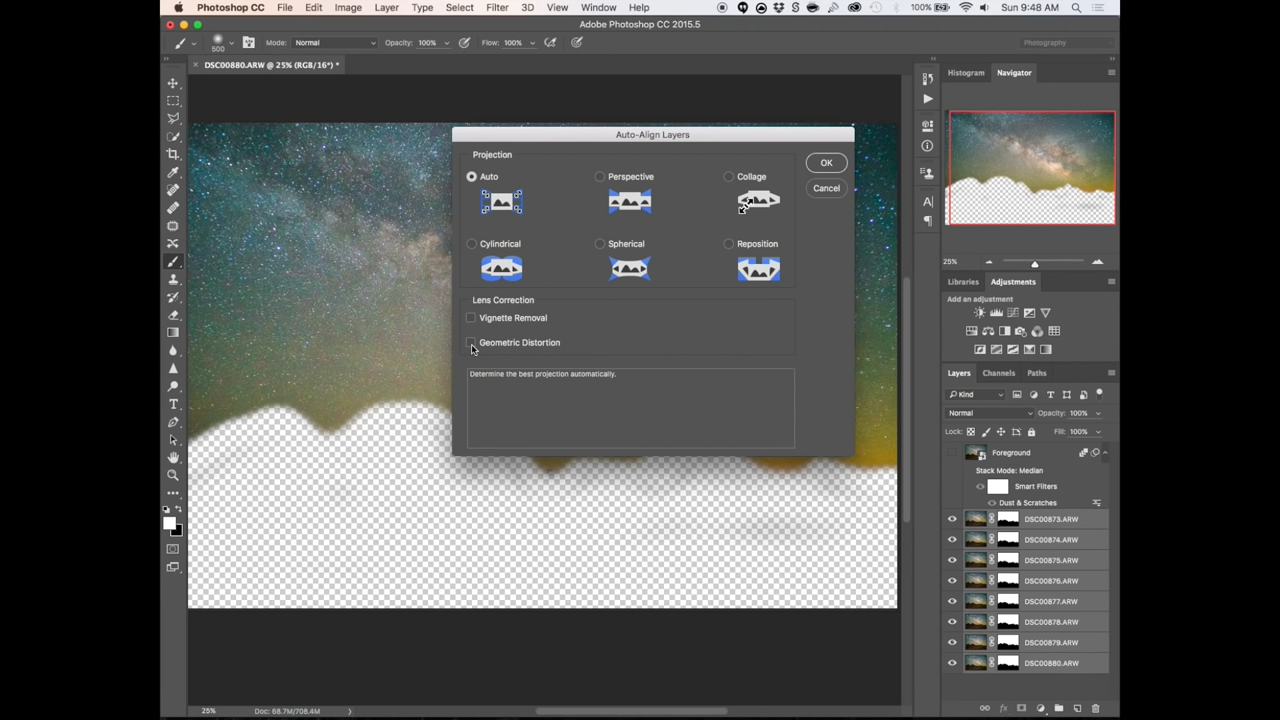 Photoshop CC File Edit Image Layer Type Select Filter 3D View Window Help 100% Sun 9:48 AM
Adobe Photoshop CC 2015.5
500 Mode: Normal Opacity: 100% Flow: 100% Photography
DSC00880.ARW @ 25% (RGB/16*) *
Histogram Navigator
Auto-Align Layers
Projection
Auto Perspective Collage
OK
Cancel
Cylindrical Spherical Reposition
Lens Correction
Vignette Removal
Geometric Distortion
Determine the best projection automatically.
25%
Libraries Adjustments
Add an adjustment
Layers Channels Paths
Kind
Normal Opacity: 100%
Lock: Fill: 100%
Foreground
Stack Mode: Median
Smart Filters
Dust & Scratches
DSC00873.ARW
DSC00874.ARW
DSC00875.ARW
DSC00876.ARW
DSC00877.ARW
DSC00878.ARW
DSC00879.ARW
DSC00880.ARW
25% Doc: 68.7M/708.4M